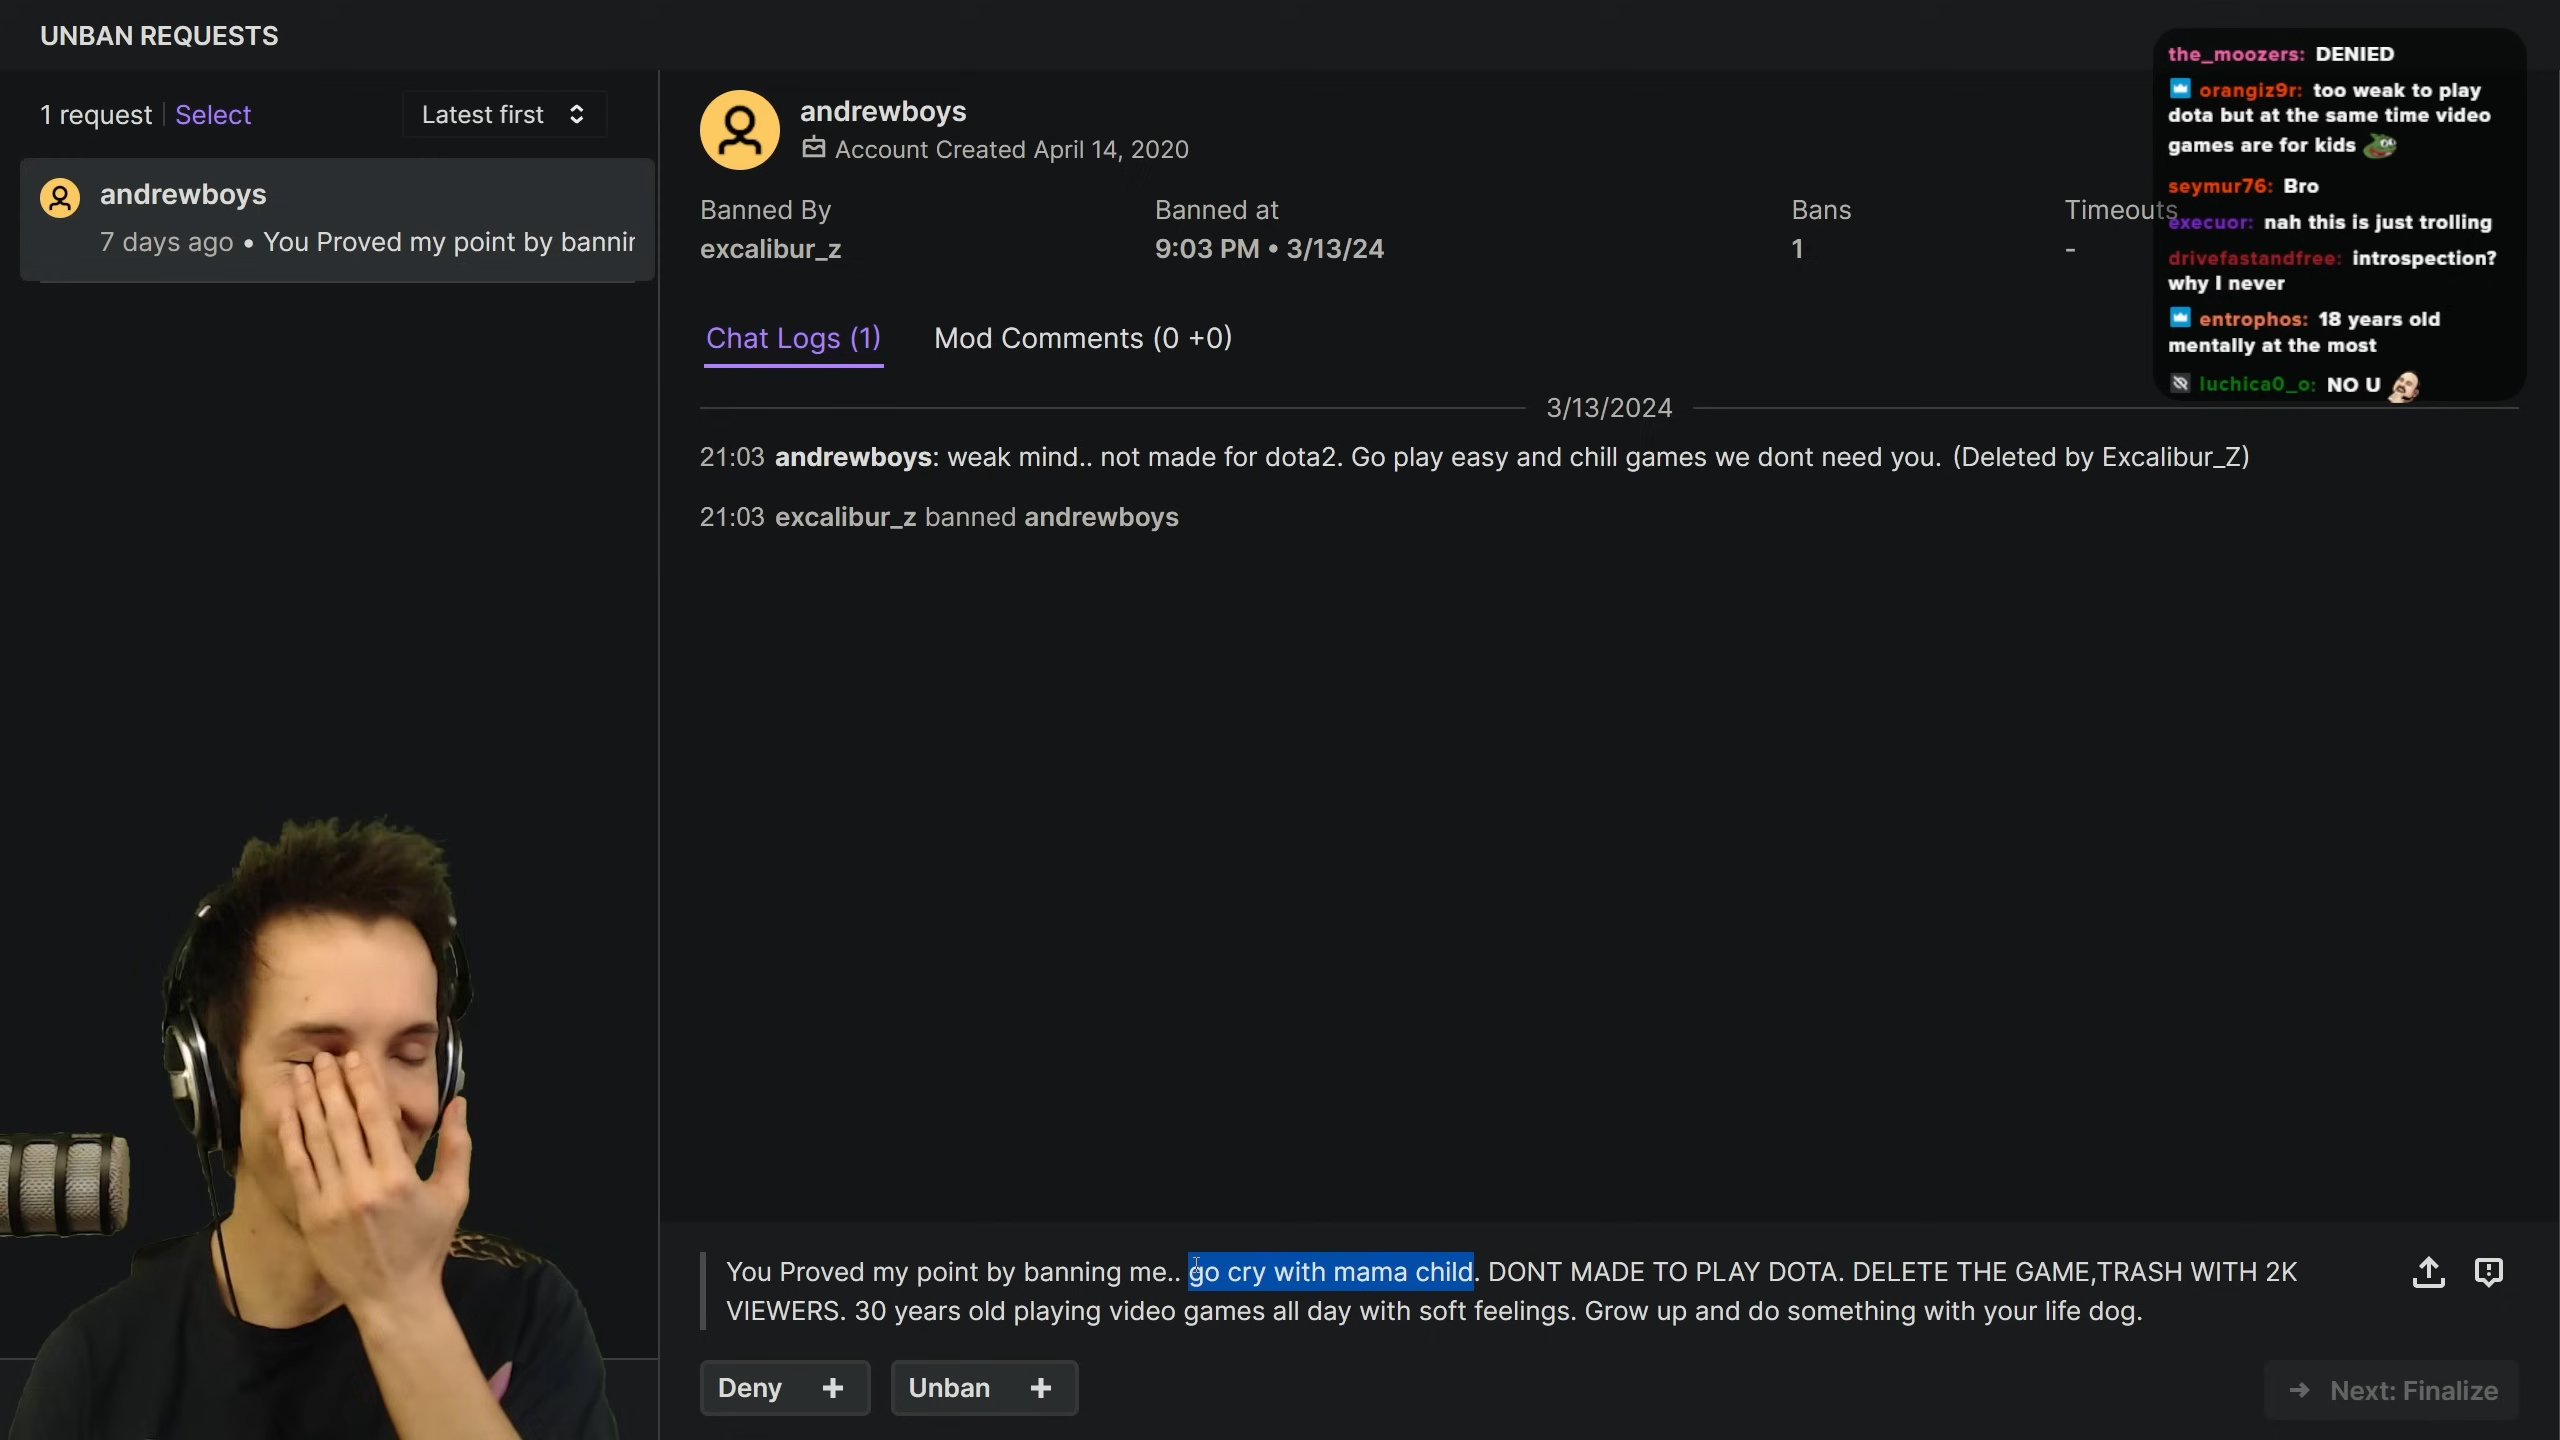 UNBAN REQUESTS
1 request Select Latest first
andrewboys
7 days ago • You Proved my point by bannin
andrewboys
Account Created April 14, 2020
Banned By
excalibur_z
Banned at
9:03 PM • 3/13/24
Bans
1
Timeouts
-
Chat Logs (1) Mod Comments (0 +0)
3/13/2024
21:03 andrewboys: weak mind.. not made for dota2. Go play easy and chill games we dont need you. (Deleted by Excalibur_Z)
21:03 excalibur_z banned andrewboys
the_moozers: DENIED
orangiz9r: too weak to play
dota but at the same time video
games are for kids
seymur76: Bro
execuor: nah this is just trolling
drivefastandfree: introspection?
why I never
entrophos: 18 years old
mentally at the most
luchica0_o: NO U
You Proved my point by banning me.. go cry with mama child. DONT MADE TO PLAY DOTA. DELETE THE GAME,TRASH WITH 2K
VIEWERS. 30 years old playing video games all day with soft feelings. Grow up and do something with your life dog.
Deny + Unban +
Next: Finalize